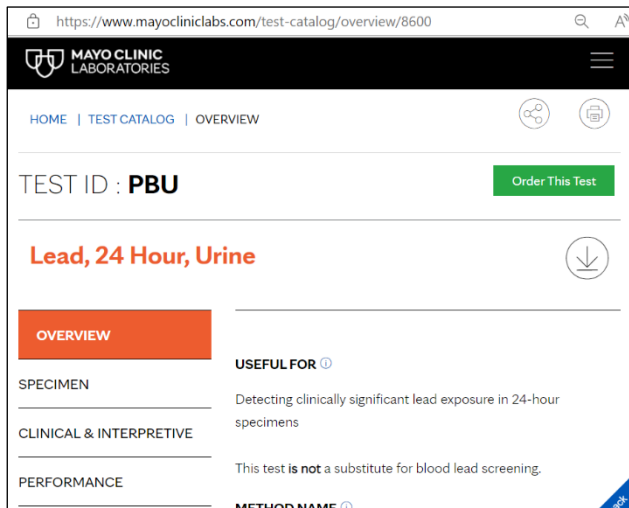 https://www.mayocliniclabs.com/test-catalog/overview/8600
MAYO CLINIC
LABORATORIES
HOME | TEST CATALOG | OVERVIEW
TEST ID : PBU
Order This Test
Lead, 24 Hour, Urine
OVERVIEW
SPECIMEN
CLINICAL & INTERPRETIVE
PERFORMANCE
USEFUL FOR
Detecting clinically significant lead exposure in 24-hour
specimens
This test is not a substitute for blood lead screening.
METHOD NAME